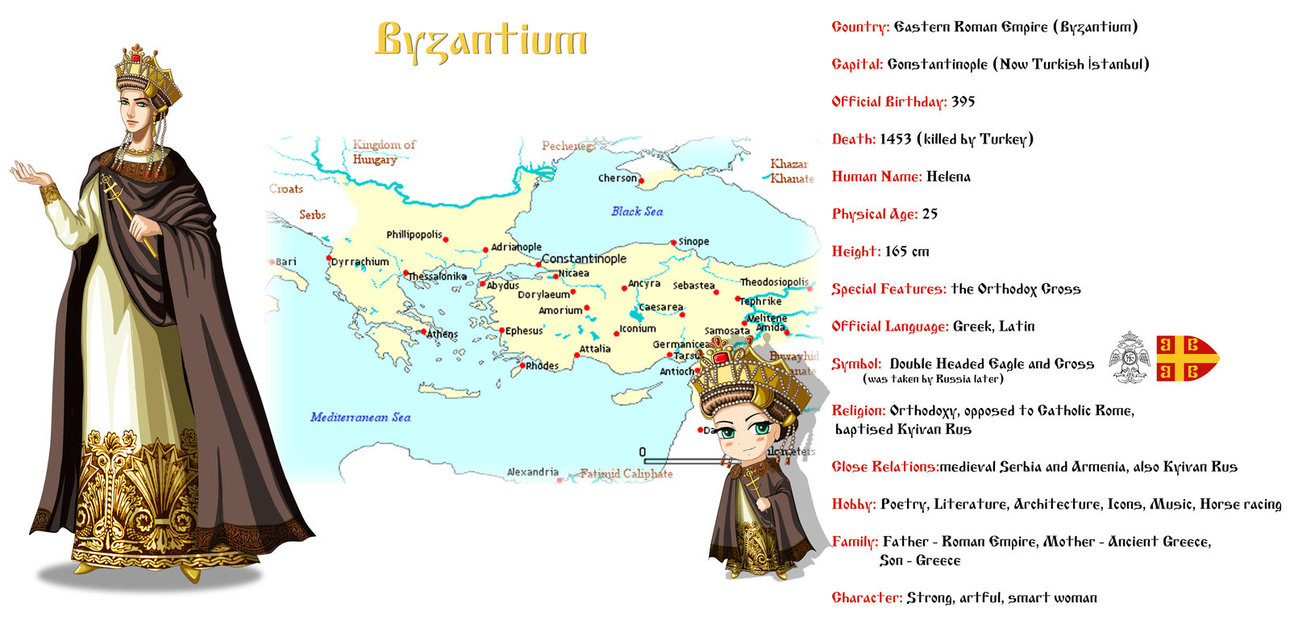 Byzantium
Kingdom of
Hungary
Pechenegs
Khazar
Khanate
Croats
Serbs
Cherson
Black Sea
Sinope
Phillipopolis
Adrianople
Constantinople
Bari
Dyrrachium
Thessalonika
Nicaea
Abydus
Ancyra
Sebastea
Theodosiopolis
Dorylaeum
Tephrike
Amorium
Caesarea
Melitene
Athens
Ephesus
Iconium
Samosata
Amida
Germanicea
Attalia
Tarsu
Rhodes
Antioch
Buwayhid
Mediterranean Sea
Da
0
Alexandria
Fatimid Caliphate
Country: Eastern Roman Empire (Byzantium)
Capital: Constantinople (Now Turkish İstanbul)
Official Birthday: 395
Death: 1453 (killed by Turkey)
Human Name: Helena
Physical Age: 25
Height: 165 cm
Special Features: the Orthodox Cross
Official Language: Greek, Latin
Symbol: Double Headed Eagle and Cross
(was taken by Russia later)
Religion: Orthodoxy, opposed to Catholic Rome,
baptised Kyivan Rus
Close Relations:medieval Serbia and Armenia, also Kyivan Rus
Hobby: Poetry, Literature, Architecture, Icons, Music, Horse racing
Family: Father - Roman Empire, Mother - Ancient Greece,
Son - Greece
Character: Strong, artful, smart woman